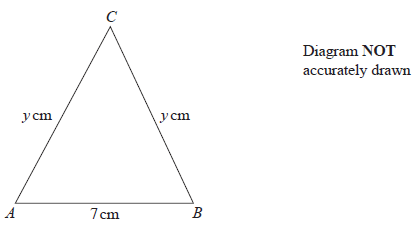 C
Diagram NOT
accurately drawn
y cm
y cm
A
7 cm
B